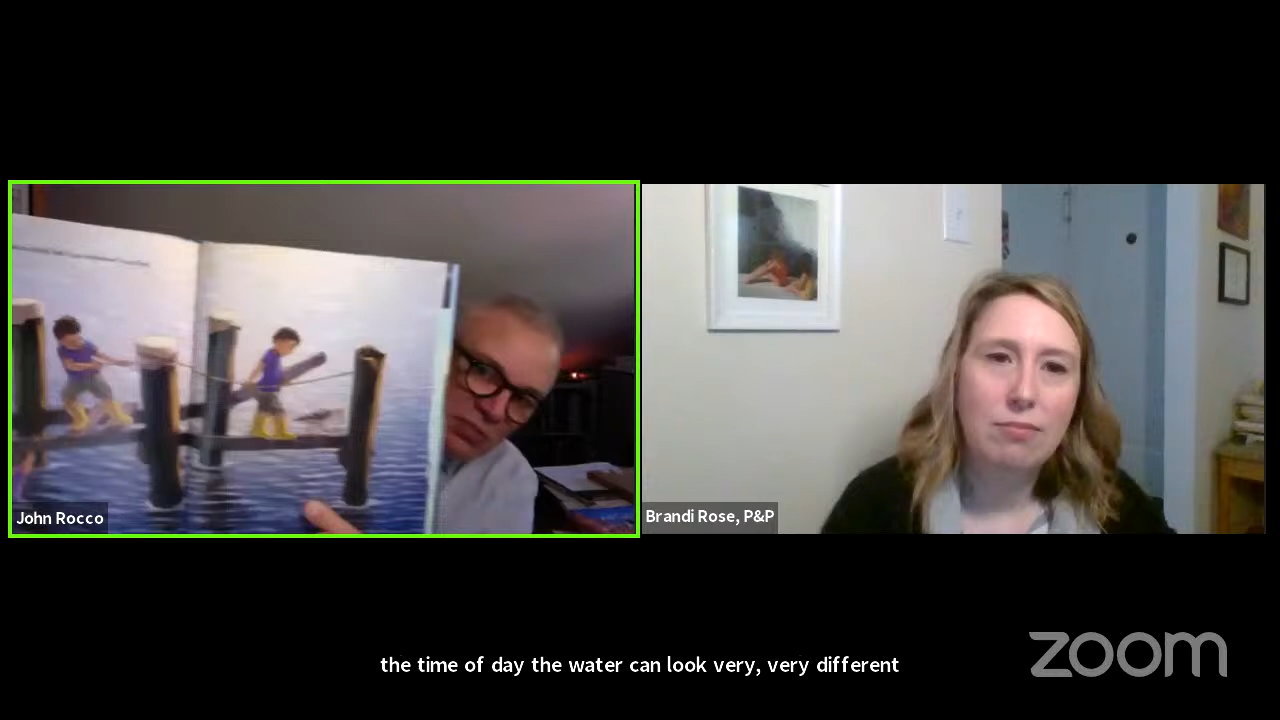 John Rocco
Brandi Rose, P&P
the time of day the water can look very, very different
zoom